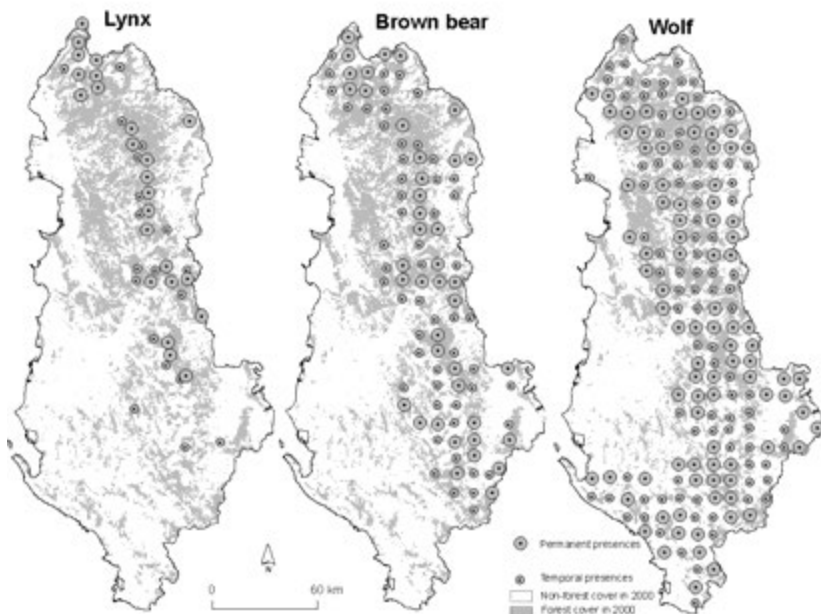 Lynx
Brown bear
Wolf
Permanent presences
Temporal presences
Non-forest cover in 2000
Forest cover in 2000
N
0 60 km